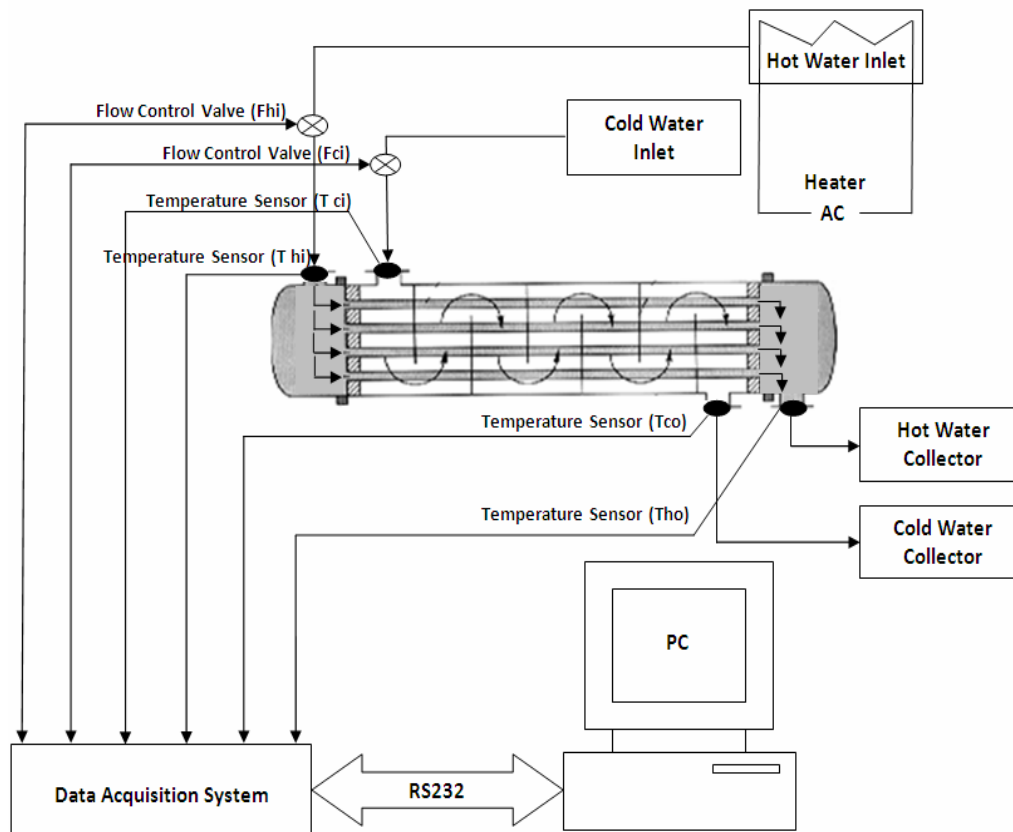 Hot Water Inlet
Flow Control Valve (Fhi)
Cold Water
Inlet
Flow Control Valve (Fci)
Heater
AC
Temperature Sensor (T ci)
Temperature Sensor (T hi)
Temperature Sensor (Tco)
Hot Water
Collector
Temperature Sensor (Tho)
Cold Water
Collector
PC
Data Acquisition System
RS232